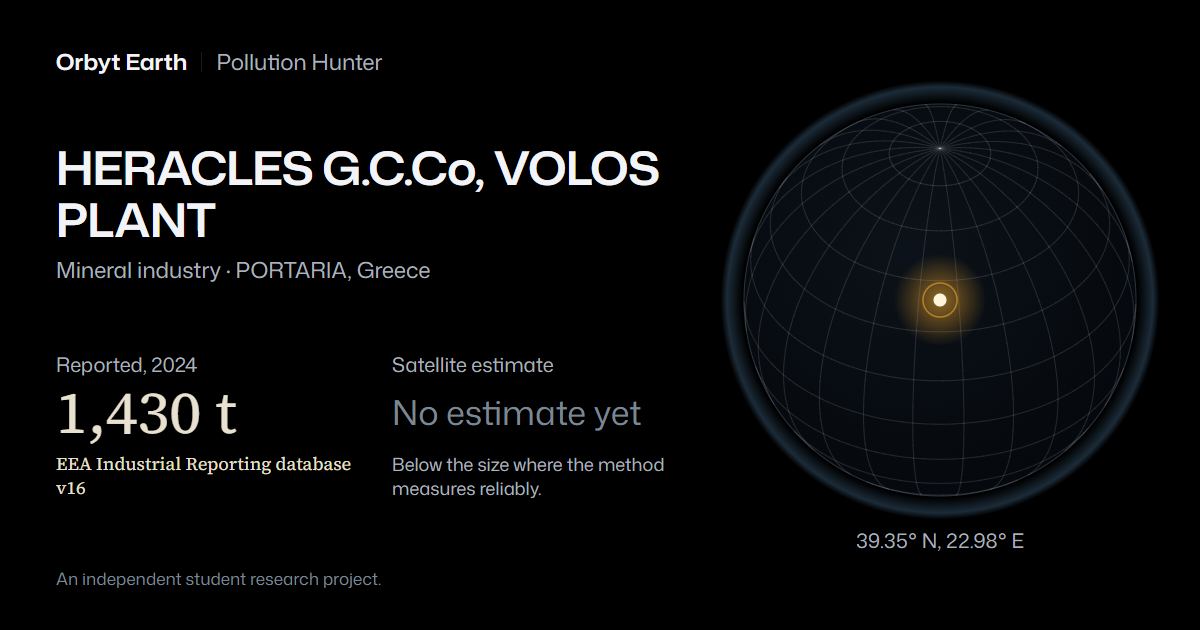 Orbyt Earth | Pollution Hunter
HERACLES G.C.Co, VOLOS
PLANT
Mineral industry · PORTARIA, Greece
Reported, 2024
1,430 t
EEA Industrial Reporting database
v16
Satellite estimate
No estimate yet
Below the size where the method
measures reliably.
39.35° N, 22.98° E
An independent student research project.